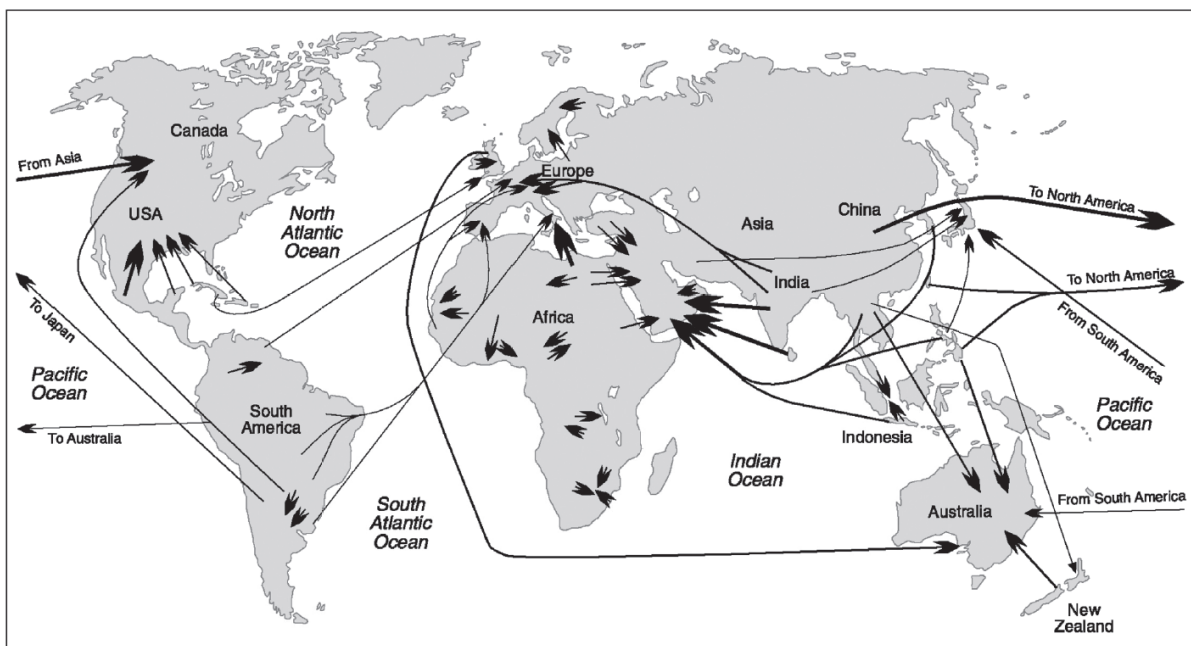 Canada
From Asia
USA
North
Atlantic
Ocean
Europe
Asia
China
To North America
India
To North America
To Japan
Africa
From South America
Pacific
Ocean
South
America
To Australia
Indonesia
Pacific
Ocean
Indian
Ocean
South
Atlantic
Ocean
Australia
From South America
New
Zealand